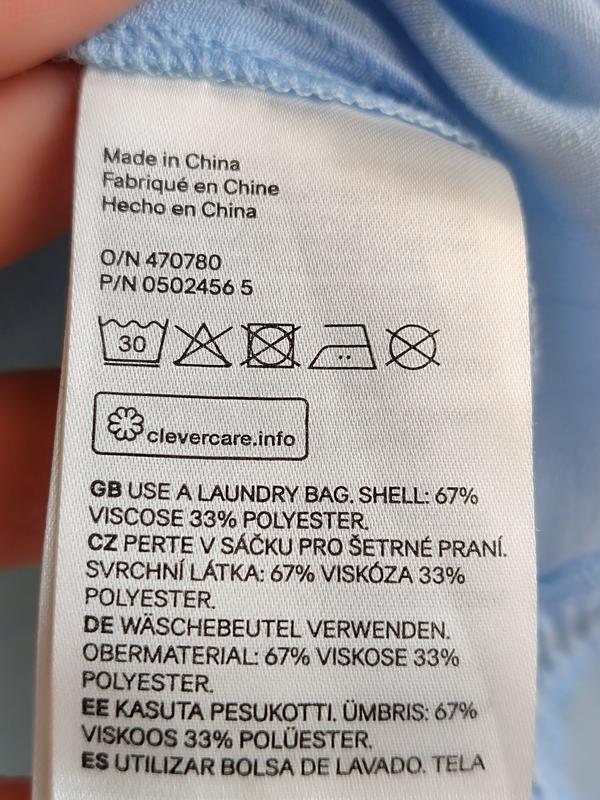 Made in China
Fabriqué en Chine
Hecho en China
O/N 470780
P/N 0502456 5
30
clevercare.info
GB USE A LAUNDRY BAG. SHELL: 67%
VISCOSE 33% POLYESTER.
CZ PERTE V SÁČKU PRO ŠETRNÉ PRANÍ.
SVRCHNÍ LÁTKA: 67% VISKÓZA 33%
POLYESTER.
DE WÄSCHEBEUTEL VERWENDEN.
OBERMATERIAL: 67% VISKOSE 33%
POLYESTER.
EE KASUTA PESUKOTTI. ÜMBRIS: 67%
VISKOOS 33% POLÜESTER.
ES UTILIZAR BOLSA DE LAVADO. TELA